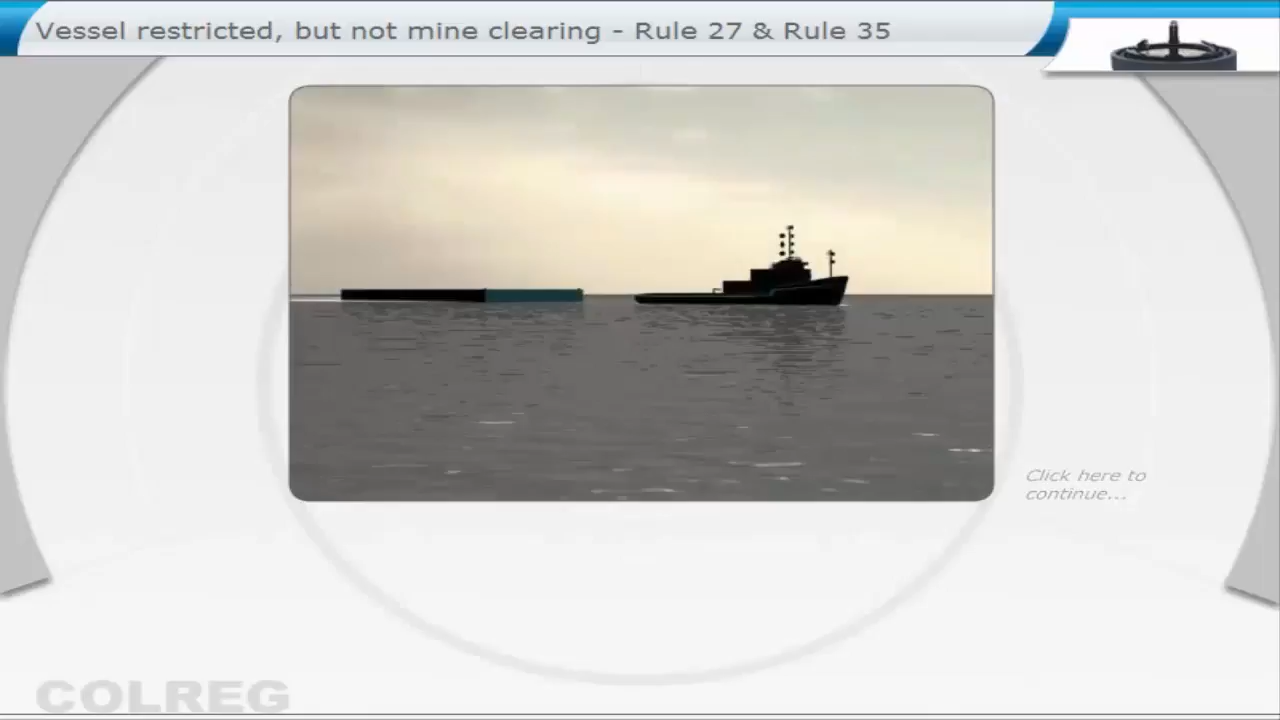 Vessel restricted, but not mine clearing - Rule 27 & Rule 35
Click here to
continue...
COLREG